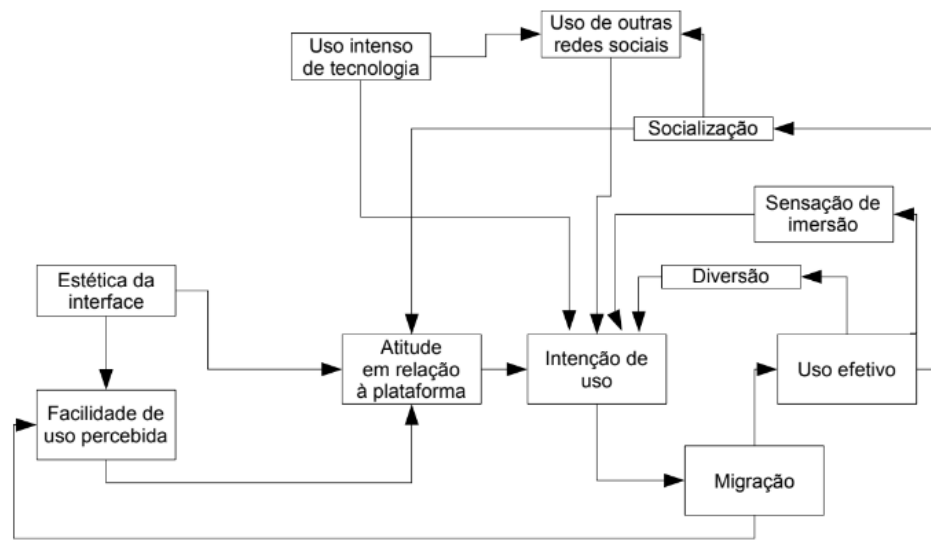 Uso intenso
de tecnologia
Uso de outras
redes sociais
Socialização
Sensação de
imersão
Diversão
Estética da
interface
Atitude
em relação
à plataforma
Intenção de
uso
Uso efetivo
Facilidade de
uso percebida
Migração